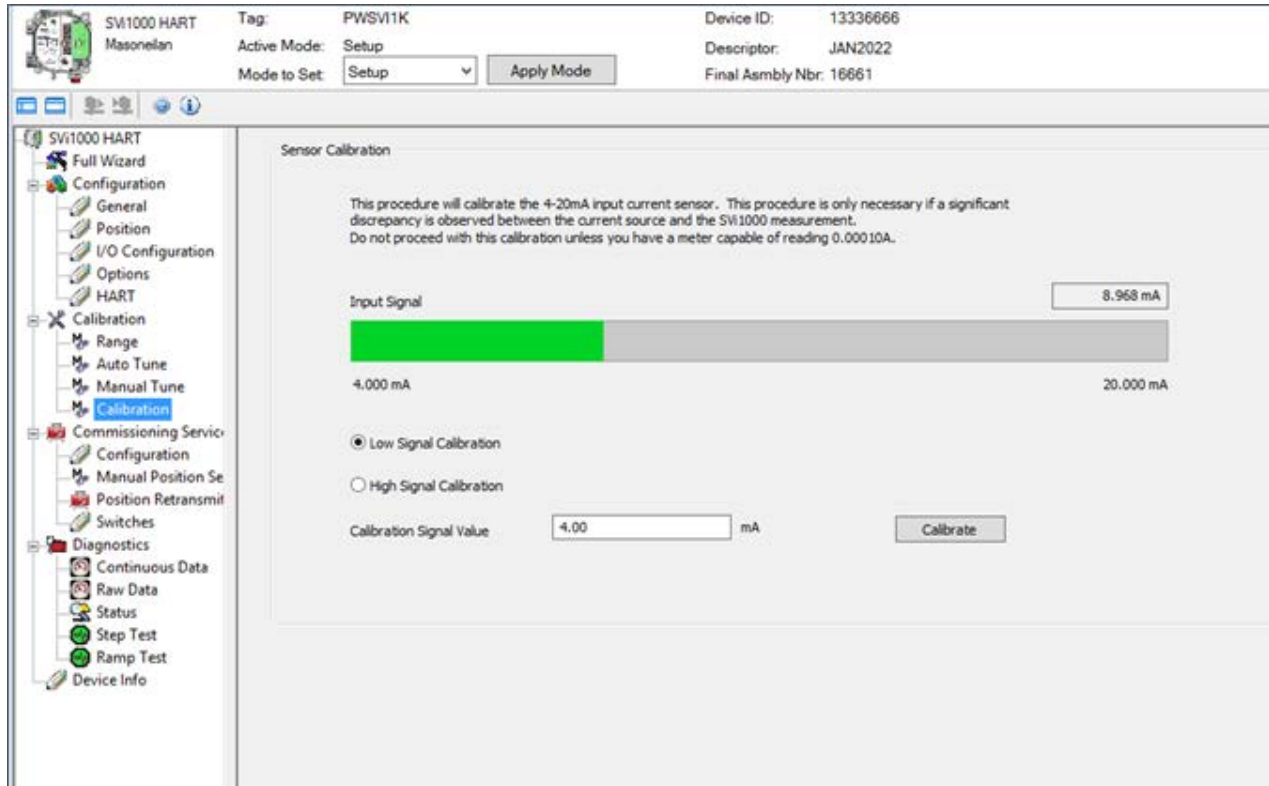 SVi1000 HART
Masoneilan
Tag: PWSVI1K
Active Mode: Setup
Mode to Set: Setup
Apply Mode
Device ID: 13336666
Descriptor: JAN2022
Final Asmbly Nbr: 16661
SVi1000 HART
Full Wizard
Configuration
General
Position
I/O Configuration
Options
HART
Calibration
Range
Auto Tune
Manual Tune
Calibration
Commissioning Servic
Configuration
Manual Position Se
Position Retransmit
Switches
Diagnostics
Continuous Data
Raw Data
Status
Step Test
Ramp Test
Device Info
Sensor Calibration
This procedure will calibrate the 4-20mA input current sensor. This procedure is only necessary if a significant
discrepancy is observed between the current source and the SVi1000 measurement.
Do not proceed with this calibration unless you have a meter capable of reading 0.00010A.
Input Signal
8.968 mA
4.000 mA 20.000 mA
Low Signal Calibration
High Signal Calibration
Calibration Signal Value 4.00 mA Calibrate